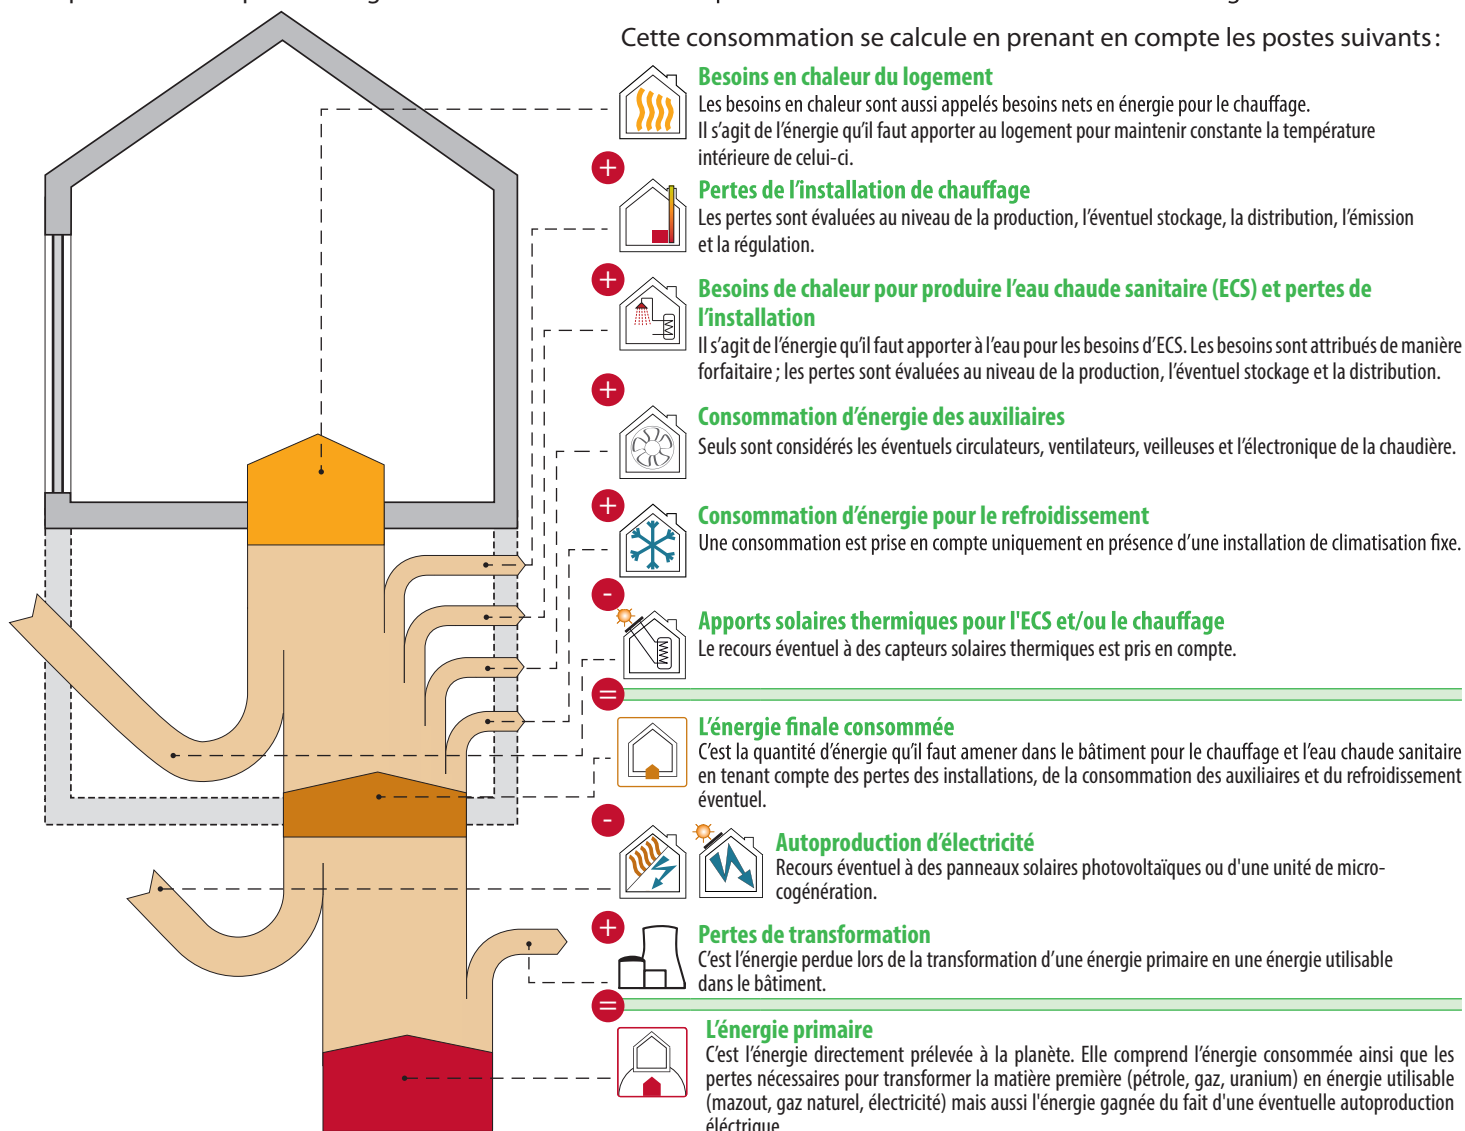 Cette consommation se calcule en prenant en compte les postes suivants :
Besoins en chaleur du logement
Les besoins en chaleur sont aussi appelés besoins nets en énergie pour le chauffage.
Il s'agit de l'énergie qu'il faut apporter au logement pour maintenir constante la température
intérieure de celui-ci.
+
Pertes de l'installation de chauffage
Les pertes sont évaluées au niveau de la production, l'éventuel stockage, la distribution, l'émission
et la régulation.
+
Besoins de chaleur pour produire l'eau chaude sanitaire (ECS) et pertes de
l'installation
Il s'agit de l'énergie qu'il faut apporter à l'eau pour les besoins d'ECS. Les besoins sont attribués de manière
forfaitaire ; les pertes sont évaluées au niveau de la production, l'éventuel stockage et la distribution.
+
Consommation d'énergie des auxiliaires
Seuls sont considérés les éventuels circulateurs, ventilateurs, veilleuses et l'électronique de la chaudière.
+
Consommation d'énergie pour le refroidissement
Une consommation est prise en compte uniquement en présence d'une installation de climatisation fixe.
-
Apports solaires thermiques pour l'ECS et/ou le chauffage
Le recours éventuel à des capteurs solaires thermiques est pris en compte.
=
L'énergie finale consommée
C'est la quantité d'énergie qu'il faut amener dans le bâtiment pour le chauffage et l'eau chaude sanitaire
en tenant compte des pertes des installations, de la consommation des auxiliaires et du refroidissement
éventuel.
-
Autoproduction d'électricité
Recours éventuel à des panneaux solaires photovoltaïques ou d'une unité de micro-
cogénération.
+
Pertes de transformation
C'est l'énergie perdue lors de la transformation d'une énergie primaire en une énergie utilisable
dans le bâtiment.
=
L'énergie primaire
C'est l'énergie directement prélevée à la planète. Elle comprend l'énergie consommée ainsi que les
pertes nécessaires pour transformer la matière première (pétrole, gaz, uranium) en énergie utilisable
(mazout, gaz naturel, électricité) mais aussi l'énergie gagnée du fait d'une éventuelle autoproduction
éléctrique